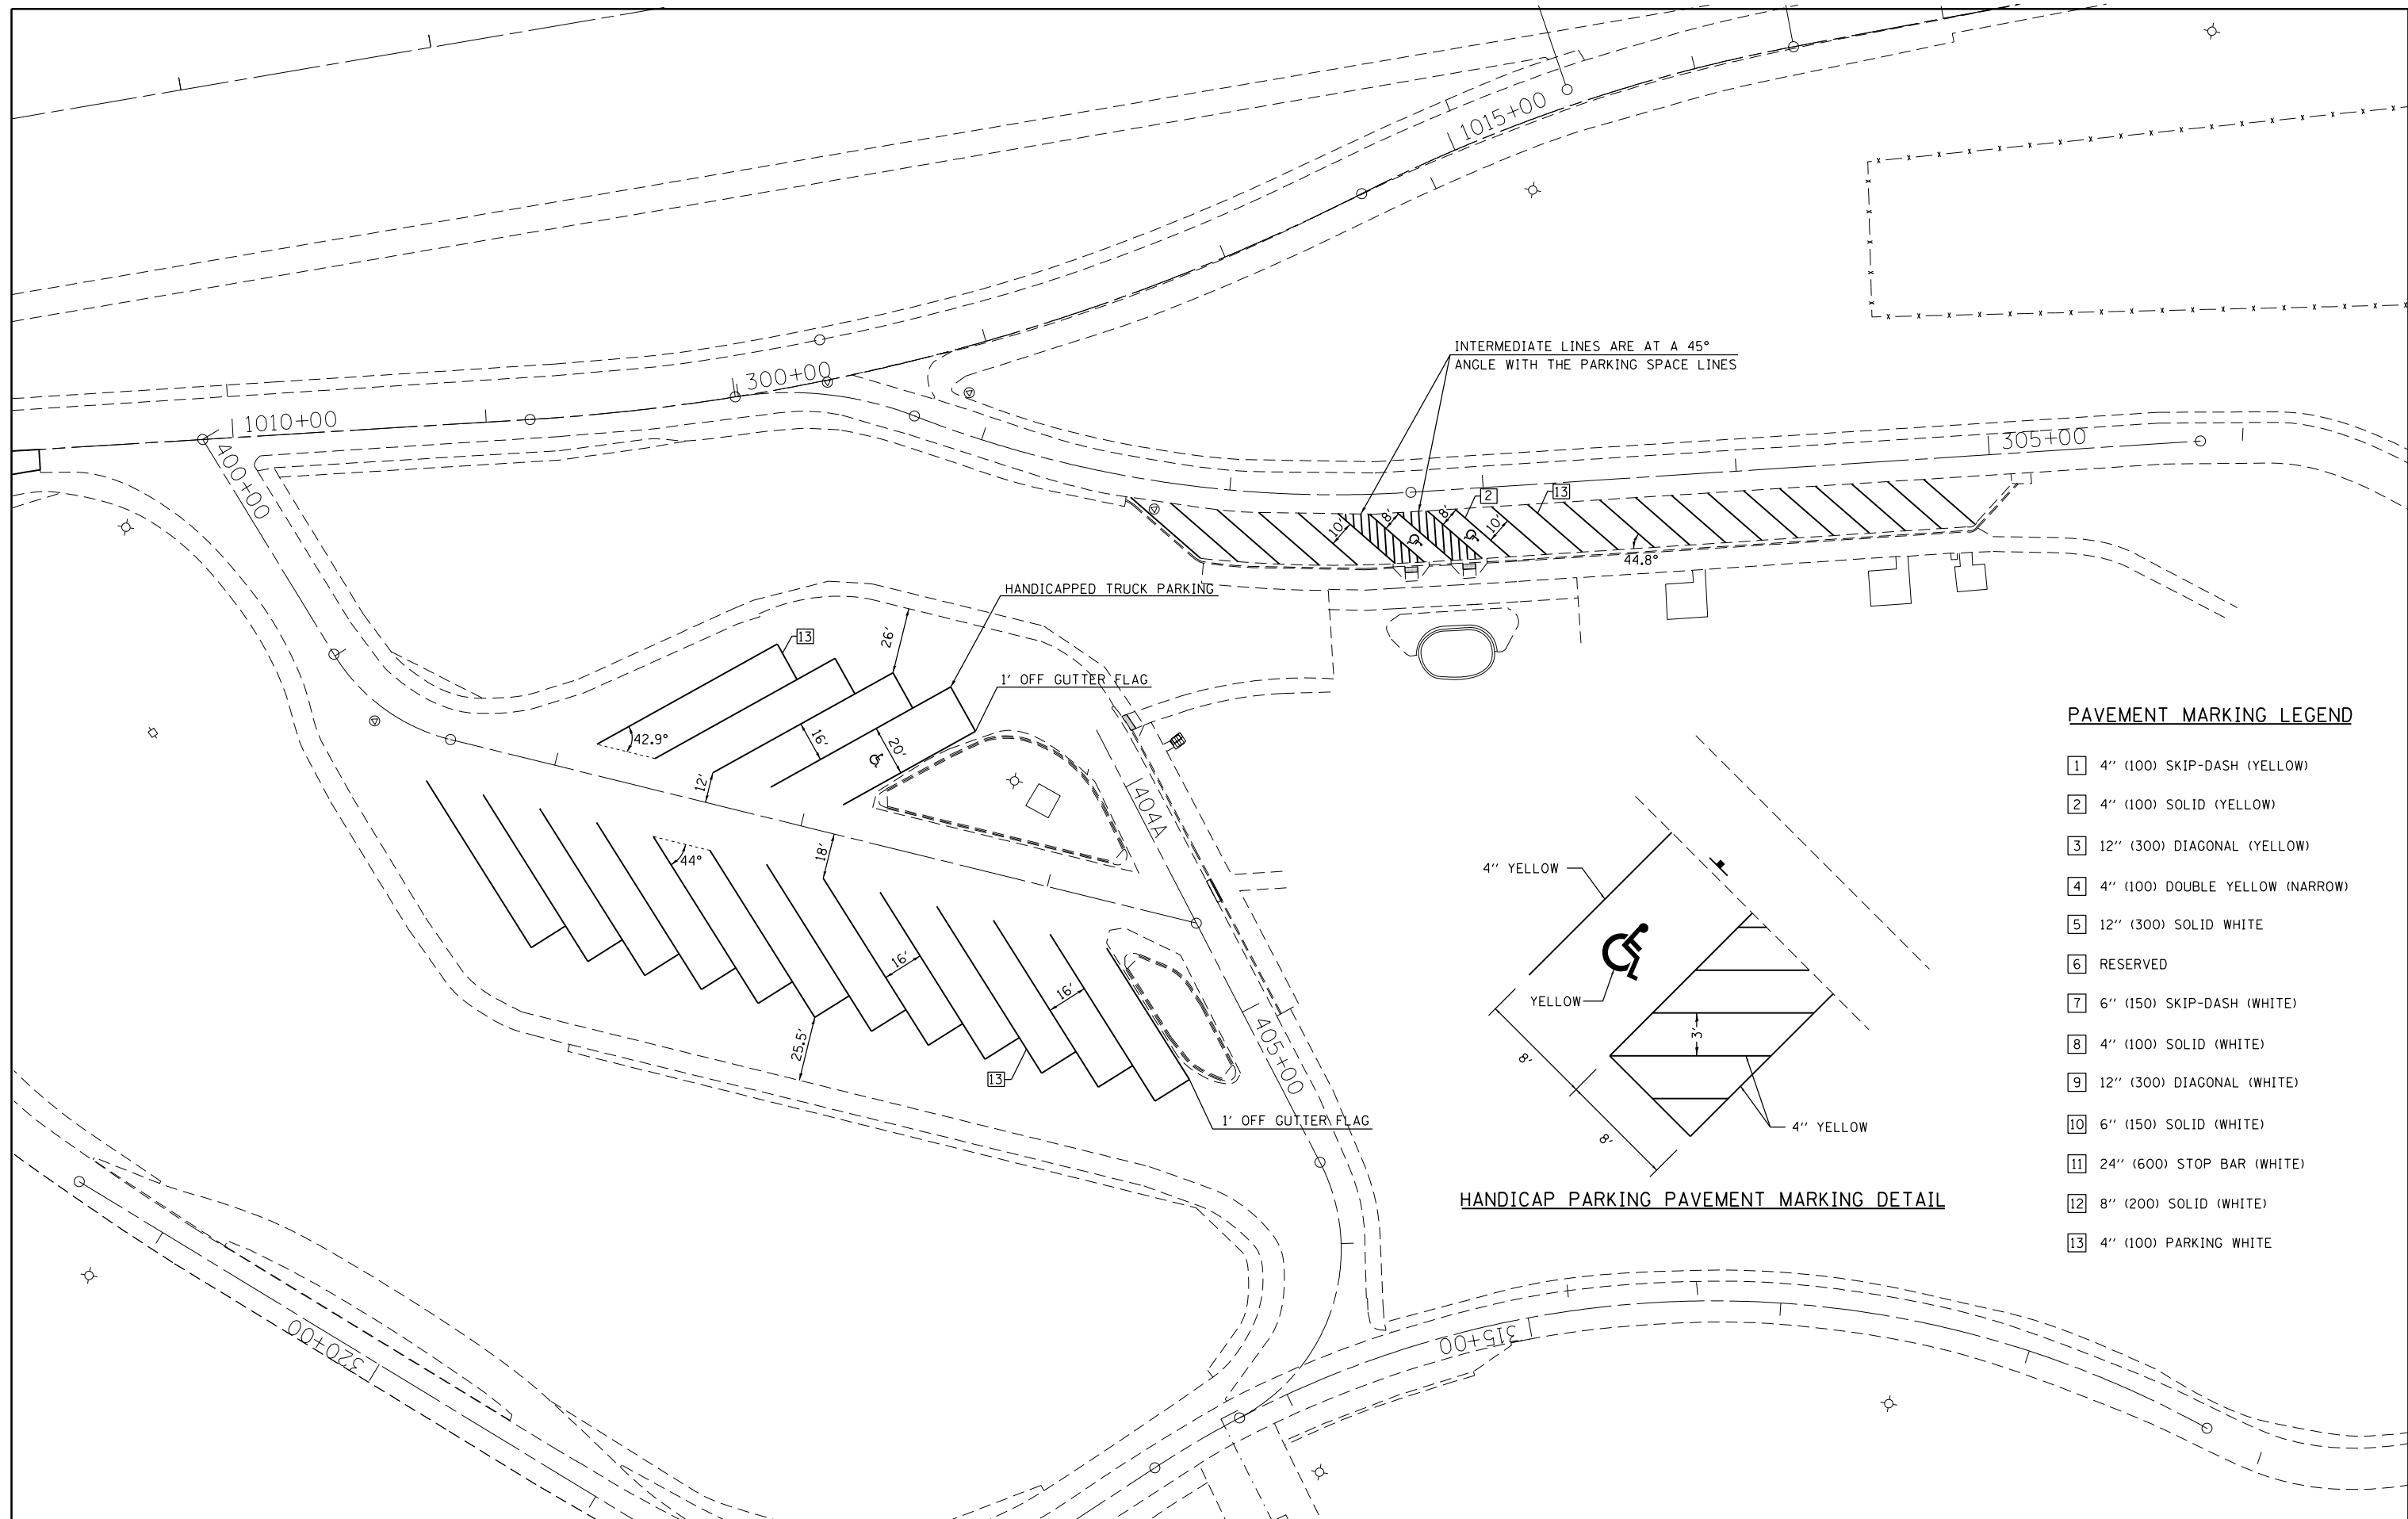 1015+00
300+00
1010+00
400+00
INTERMEDIATE LINES ARE AT A 45°
ANGLE WITH THE PARKING SPACE LINES
305+00
2
13
10'
8'
8'
10'
44.8°
HANDICAPPED TRUCK PARKING
13
26'
1' OFF GUTTER FLAG
42.9°
16'
20'
12'
404A
18'
44°
16'
16'
25.5'
13
405+00
1' OFF GUTTER FLAG
4'' YELLOW
YELLOW
3'
8'
8'
4'' YELLOW
HANDICAP PARKING PAVEMENT MARKING DETAIL
PAVEMENT MARKING LEGEND
1 4'' (100) SKIP-DASH (YELLOW)
2 4'' (100) SOLID (YELLOW)
3 12'' (300) DIAGONAL (YELLOW)
4 4'' (100) DOUBLE YELLOW (NARROW)
5 12'' (300) SOLID WHITE
6 RESERVED
7 6'' (150) SKIP-DASH (WHITE)
8 4'' (100) SOLID (WHITE)
9 12'' (300) DIAGONAL (WHITE)
10 6'' (150) SOLID (WHITE)
11 24'' (600) STOP BAR (WHITE)
12 8'' (200) SOLID (WHITE)
13 4'' (100) PARKING WHITE
320+00
315+00